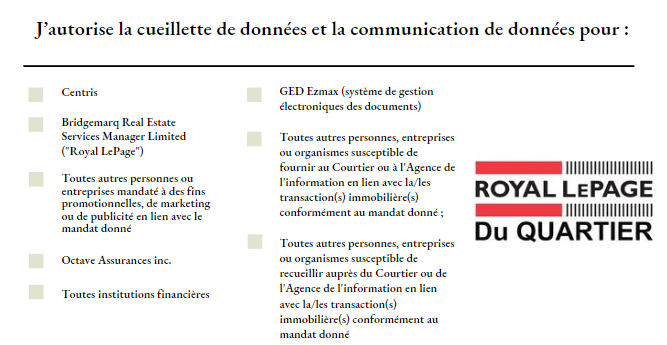 J'autorise la cueillette de données et la communication de données pour :
Centris
Bridgemarq Real Estate
Services Manager Limited
("Royal LePage")
Toutes autres personnes ou
entreprises mandaté à des fins
promotionnelles, de marketing
ou de publicité en lien avec le
mandat donné
Octave Assurances inc.
Toutes institutions financières
GED Ezmax (système de gestion
électroniques des documents)
Toutes autres personnes, entreprises
ou organismes susceptible de
fournir au Courtier ou à l'Agence de
l'information en lien avec la/les
transaction(s) immobilière(s)
conformément au mandat donné ;
Toutes autres personnes, entreprises
ou organismes susceptible de
recueillir auprès du Courtier ou de
l'Agence de l'information en lien
avec la/les transaction(s)
immobilière(s) conformément au
mandat donné
ROYAL LEPAGE
Du QUARTIER